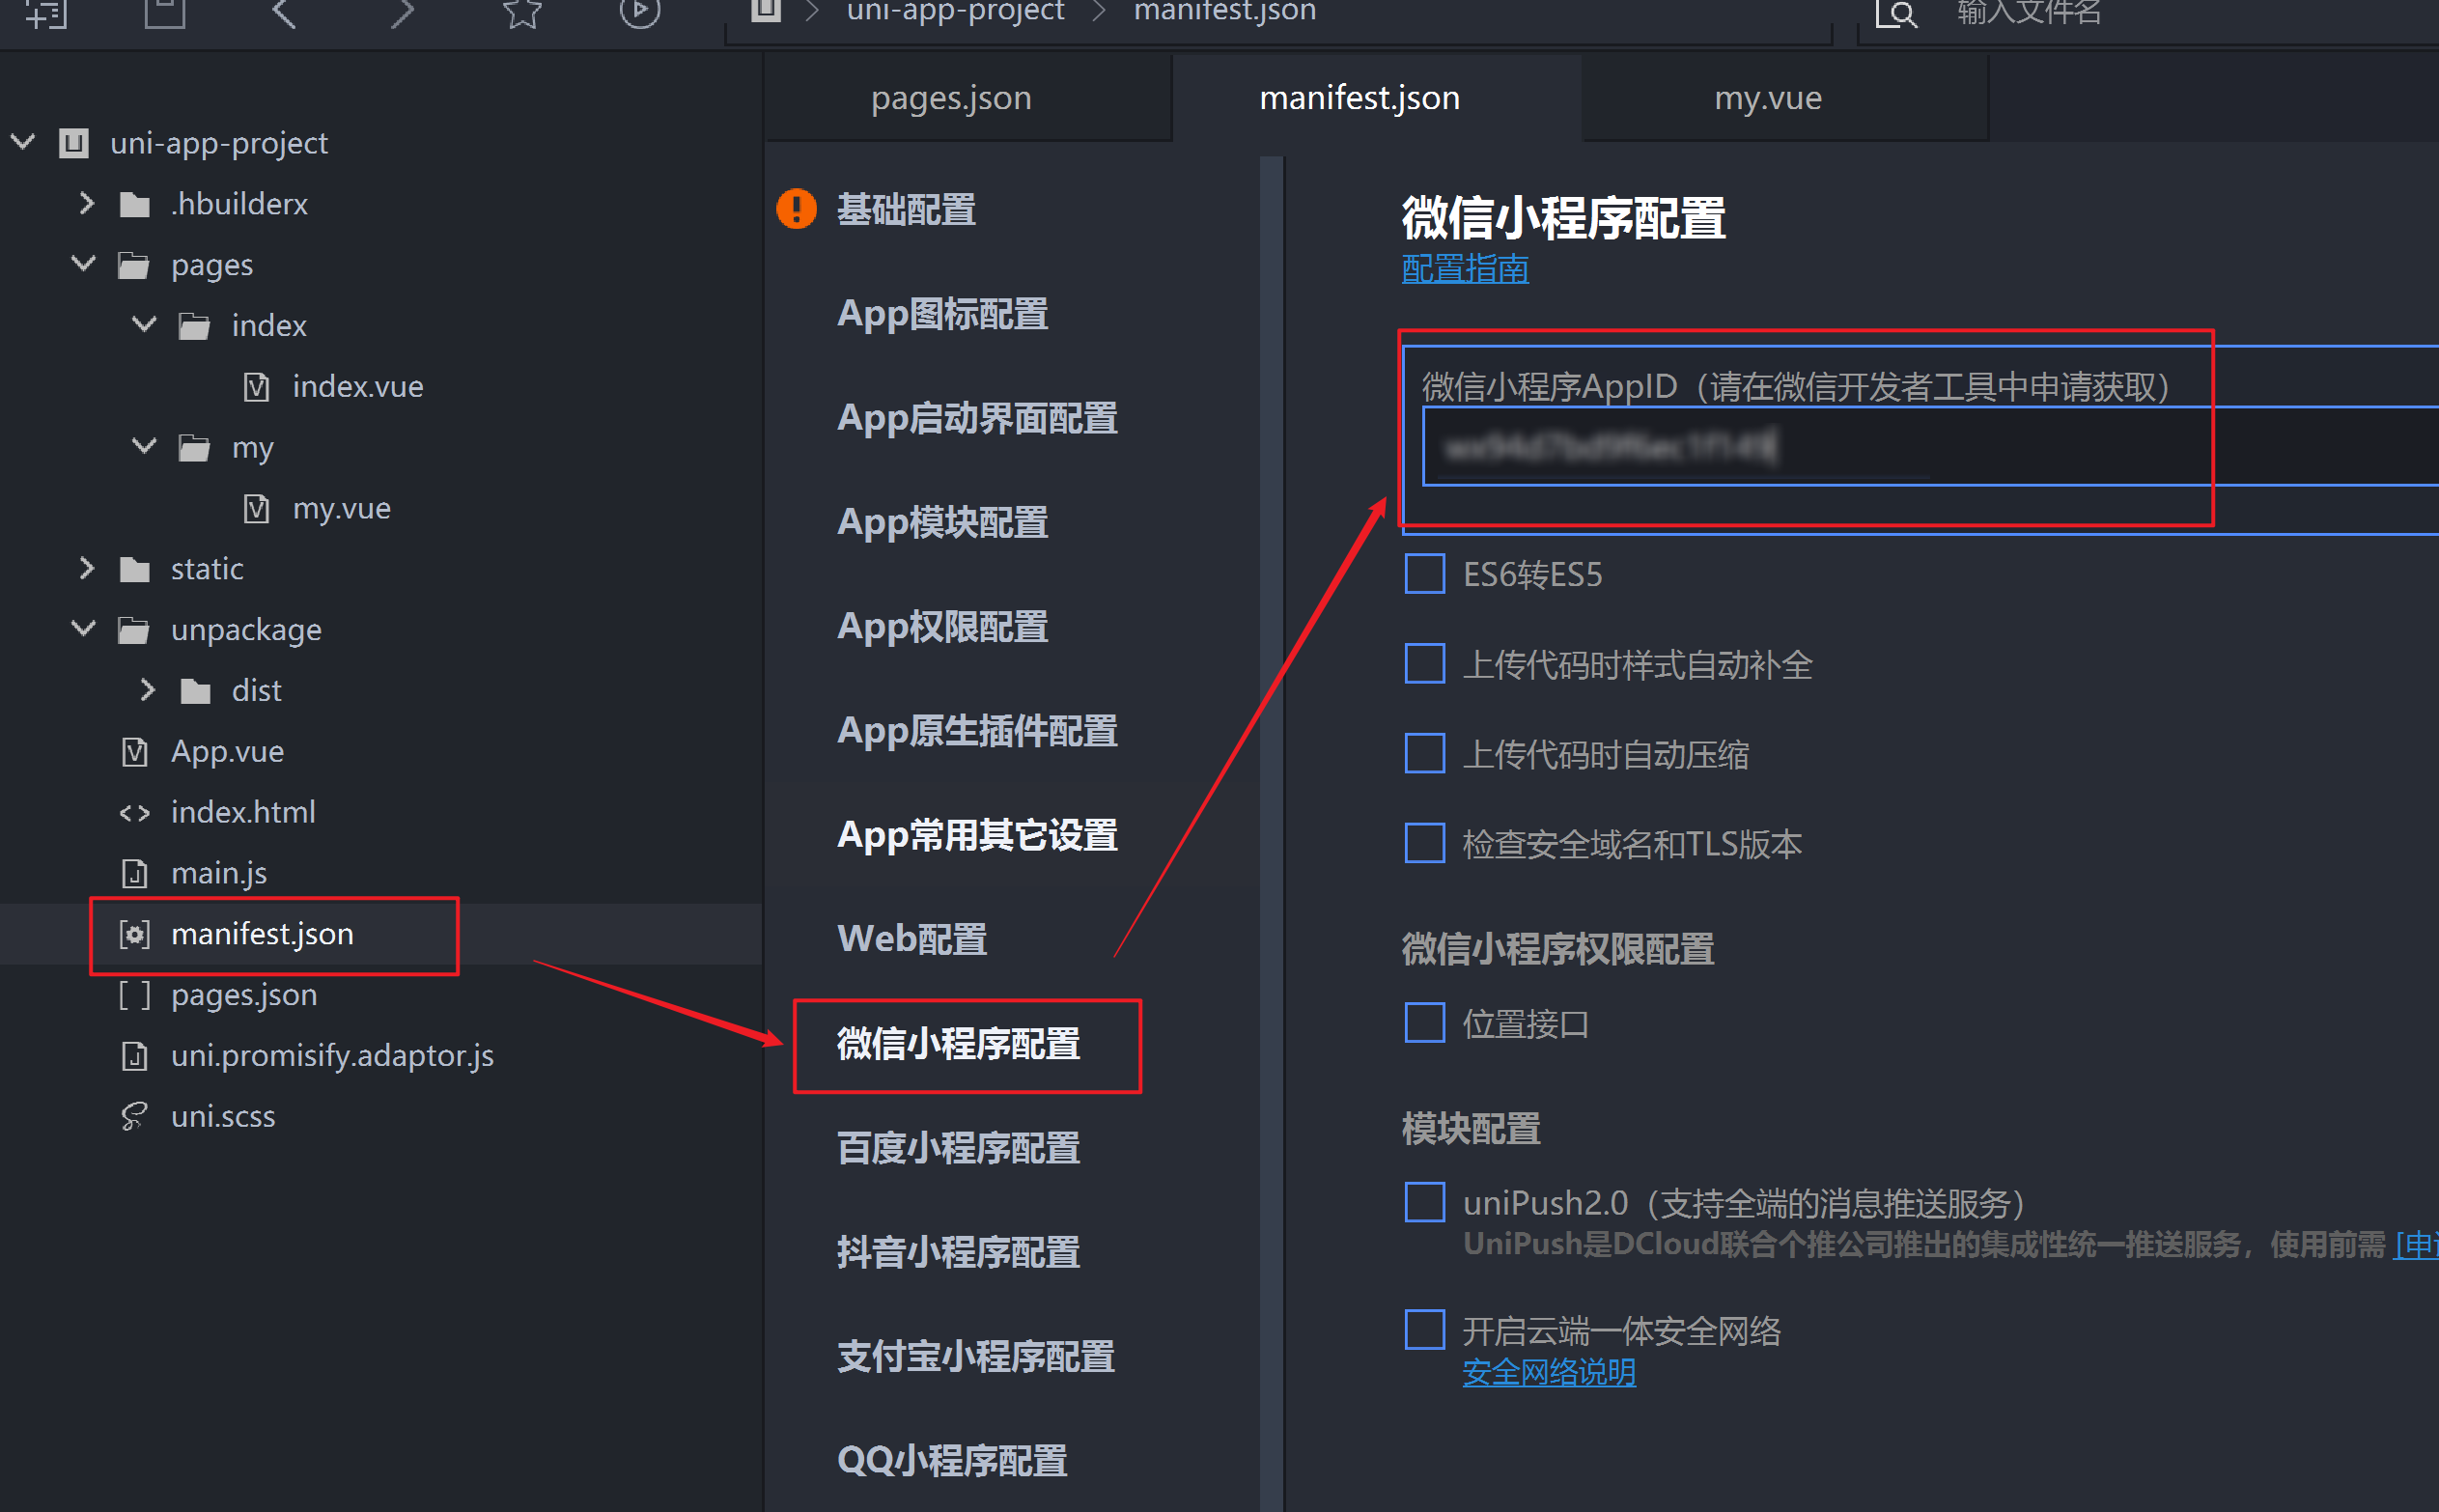 uni-app-project
manifest.json
输入文件名
pages.json
manifest.json
my.vue
uni-app-project
.hbuilderx
pages
index
index.vue
my
my.vue
static
unpackage
dist
App.vue
index.html
main.js
manifest.json
pages.json
uni.promisify.adaptor.js
uni.scss
基础配置
App图标配置
App启动界面配置
App模块配置
App权限配置
App原生插件配置
App常用其它设置
Web配置
微信小程序配置
百度小程序配置
抖音小程序配置
支付宝小程序配置
QQ小程序配置
微信小程序配置
配置指南
微信小程序AppID（请在微信开发者工具中申请获取）
ES6转ES5
上传代码时样式自动补全
上传代码时自动压缩
检查安全域名和TLS版本
微信小程序权限配置
位置接口
模块配置
uniPush2.0（支持全端的消息推送服务）
UniPush是DCloud联合个推公司推出的集成性统一推送服务，使用前需 [申
开启云端一体安全网络
安全网络说明